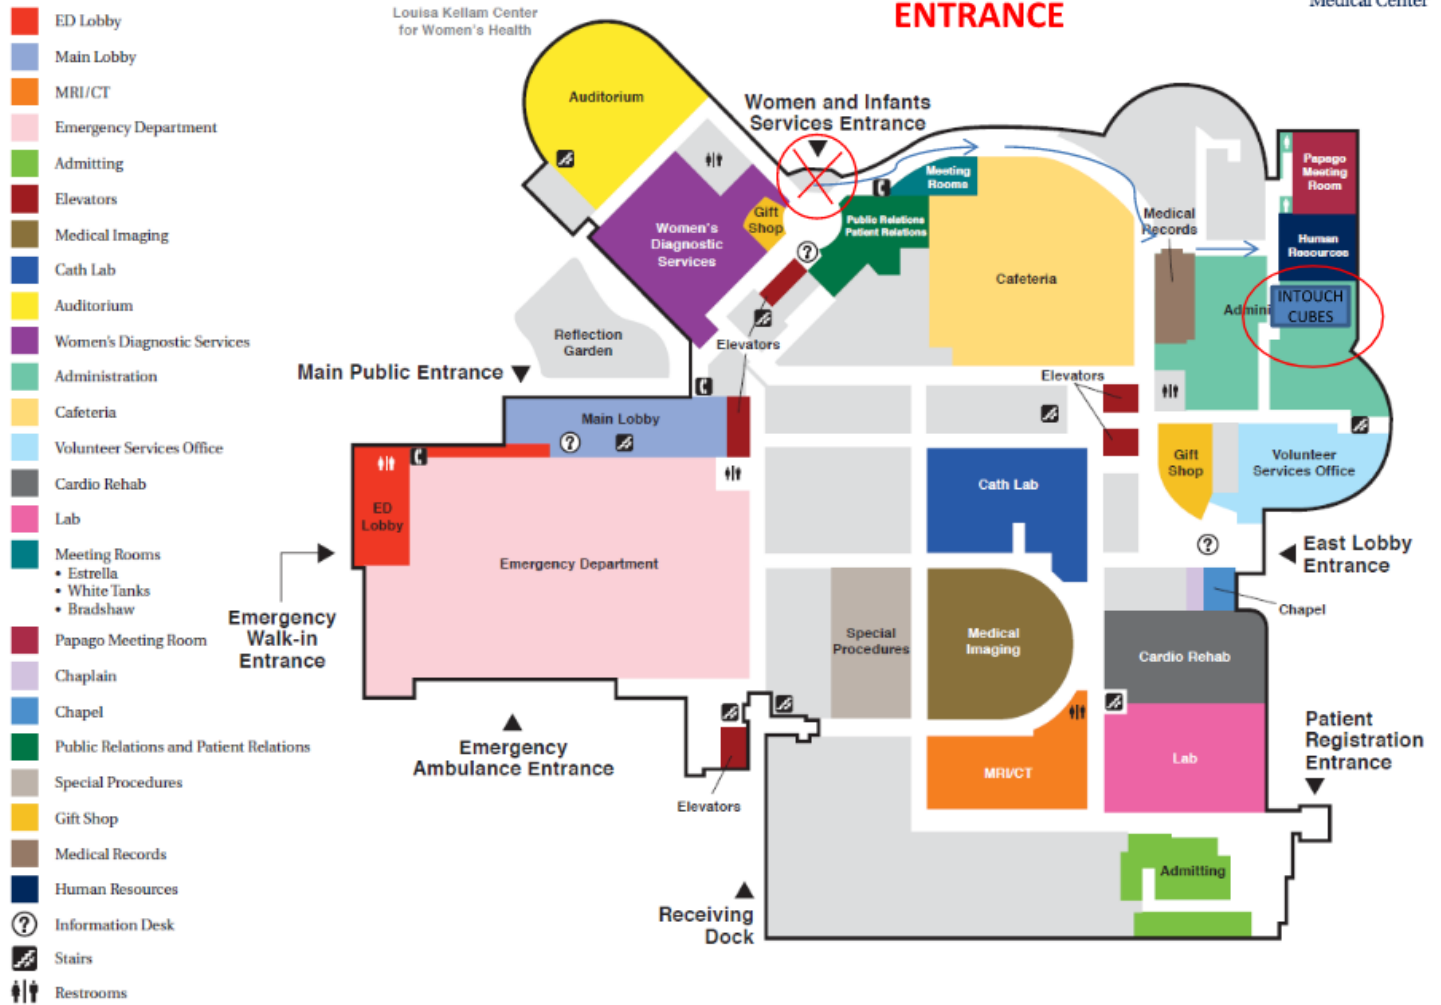 ED Lobby
Main Lobby
MRI/CT
Emergency Department
Admitting
Elevators
Medical Imaging
Cath Lab
Auditorium
Women's Diagnostic Services
Administration
Cafeteria
Volunteer Services Office
Cardio Rehab
Lab
Meeting Rooms
• Estrella
• White Tanks
• Bradshaw
Papago Meeting Room
Chaplain
Chapel
Public Relations and Patient Relations
Special Procedures
Gift Shop
Medical Records
Human Resources
? Information Desk
Stairs
Restrooms
Louisa Kellam Center
for Women's Health
ENTRANCE
Medical Center
Auditorium
Women and Infants
Services Entrance
Meeting
Rooms
Papago
Meeting
Room
Gift
Shop
Women's
Diagnostic
Services
Public Relations
Patient Relations
?
Medical
Records
Human
Resources
Cafeteria
Admini
INTOUCH
CUBES
Reflection
Garden
Elevators
Main Public Entrance
Elevators
Main Lobby
?
Gift
Shop
Volunteer
Services Office
Cath Lab
ED
Lobby
Emergency Department
?
East Lobby
Entrance
Chapel
Emergency
Walk-in
Entrance
Special
Procedures
Medical
Imaging
Cardio Rehab
Emergency
Ambulance Entrance
Elevators
MRI/CT
Lab
Patient
Registration
Entrance
Admitting
Receiving
Dock